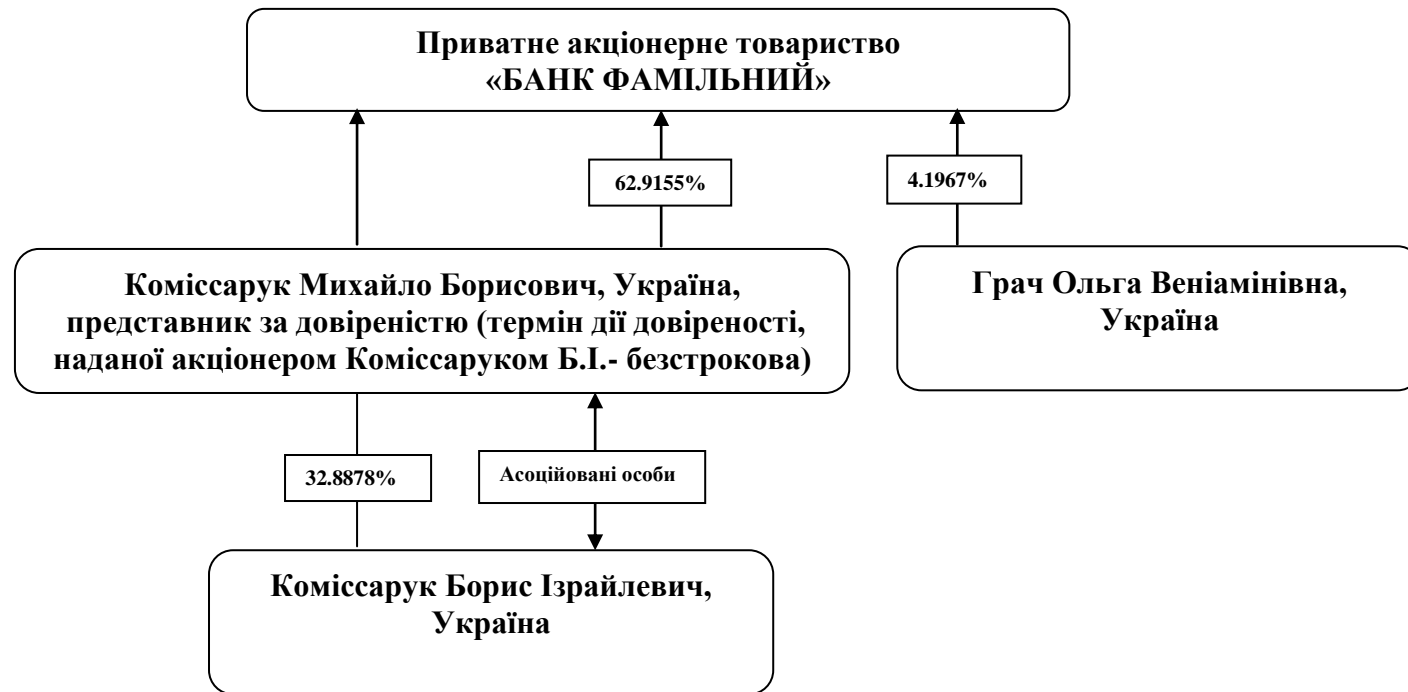 Приватне акціонерне товариство
«БАНК ФАМІЛЬНИЙ»
62.9155%
4.1967%
Коміссарук Михайло Борисович, Україна,
представник за довіреністю (термін дії довіреності,
наданої акціонером Коміссаруком Б.І.- безстрокова)
Грач Ольга Веніамінівна,
Україна
32.8878%
Асоційовані особи
Коміссарук Борис Ізрайлевич,
Україна